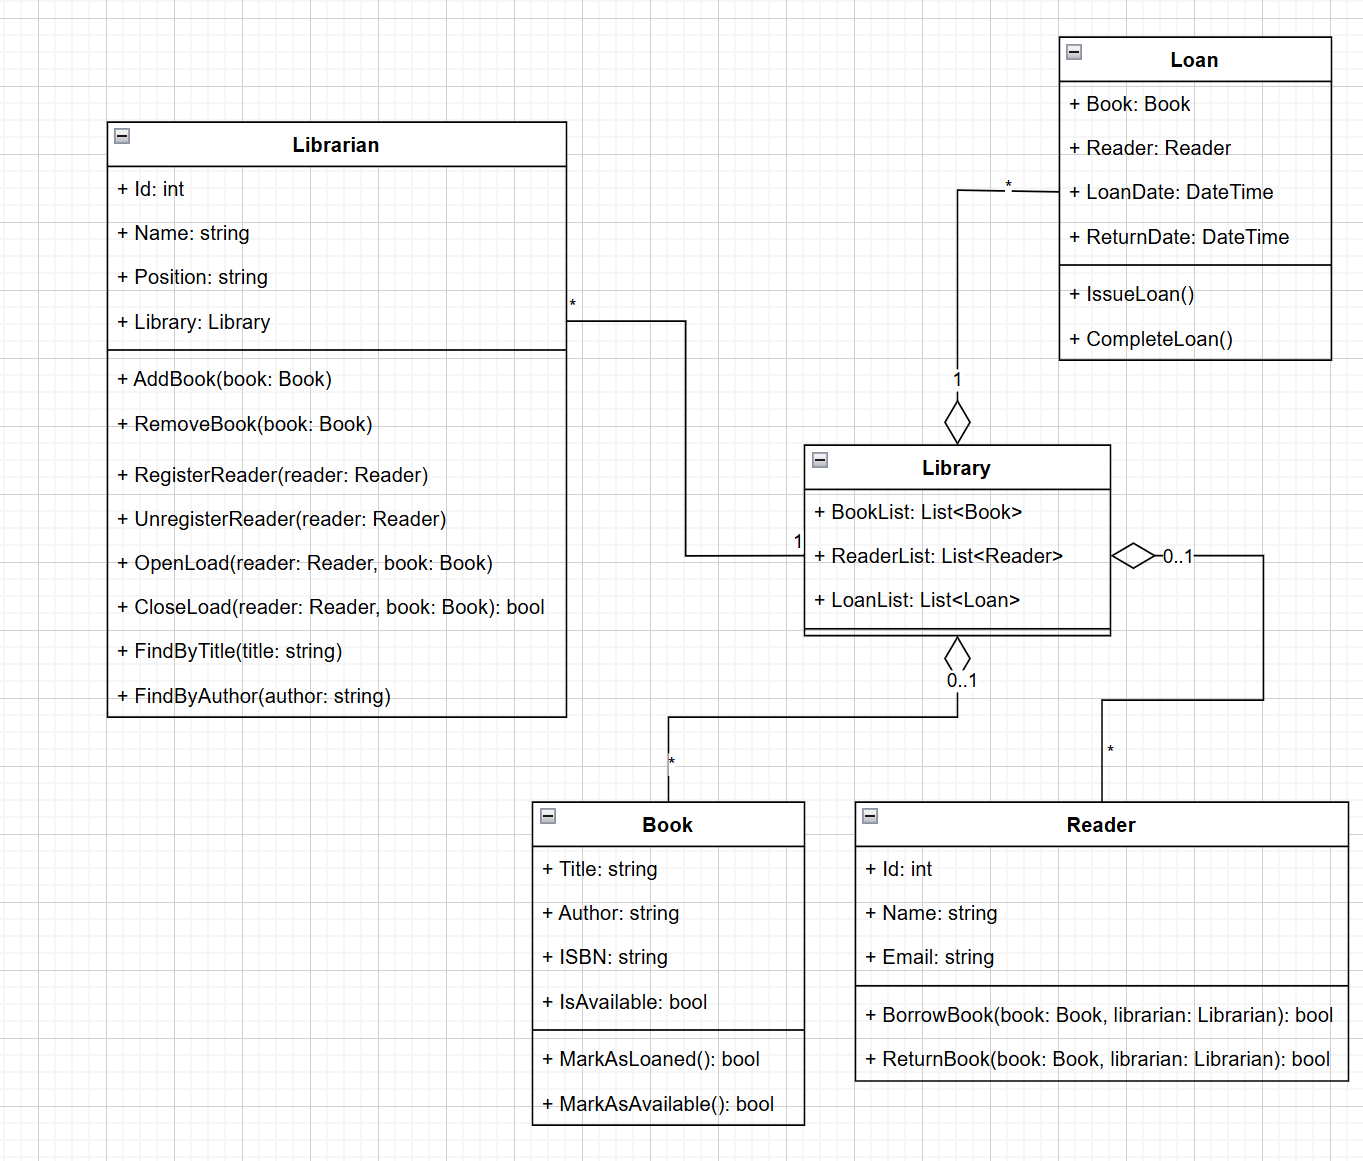 Loan
+ Book: Book
+ Reader: Reader
+ LoanDate: DateTime
+ ReturnDate: DateTime
+ IssueLoan()
+ CompleteLoan()
Librarian
+ Id: int
+ Name: string
+ Position: string
+ Library: Library
+ AddBook(book: Book)
+ RemoveBook(book: Book)
+ RegisterReader(reader: Reader)
+ UnregisterReader(reader: Reader)
+ OpenLoad(reader: Reader, book: Book)
+ CloseLoad(reader: Reader, book: Book): bool
+ FindByTitle(title: string)
+ FindByAuthor(author: string)
*
1
*
1
Library
+ BookList: List<Book>
+ ReaderList: List<Reader>
+ LoanList: List<Loan>
0..1
*
0..1
*
Book
+ Title: string
+ Author: string
+ ISBN: string
+ IsAvailable: bool
+ MarkAsLoaned(): bool
+ MarkAsAvailable(): bool
Reader
+ Id: int
+ Name: string
+ Email: string
+ BorrowBook(book: Book, librarian: Librarian): bool
+ ReturnBook(book: Book, librarian: Librarian): bool